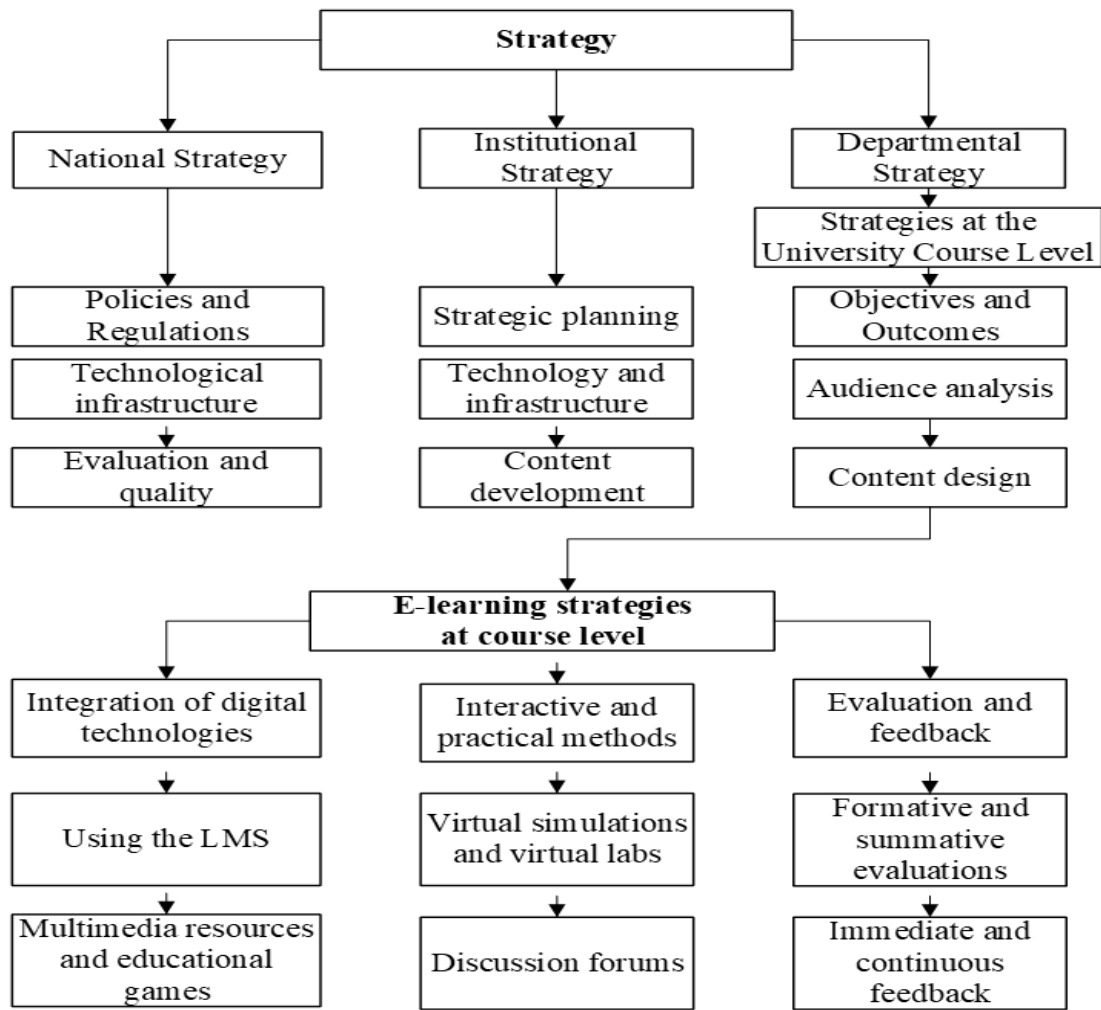 Strategy
National Strategy
Institutional
Strategy
Departmental
Strategy
Strategies at the
University Course Level
Policies and
Regulations
Strategic planning
Objectives and
Outcomes
Technological
infrastructure
Technology and
infrastructure
Audience analysis
Evaluation and
quality
Content
development
Content design
E-learning strategies
at course level
Integration of digital
technologies
Interactive and
practical methods
Evaluation and
feedback
Using the LMS
Virtual simulations
and virtual labs
Formative and
summative
evaluations
Multimedia resources
and educational
games
Discussion forums
Immediate and
continuous
feedback